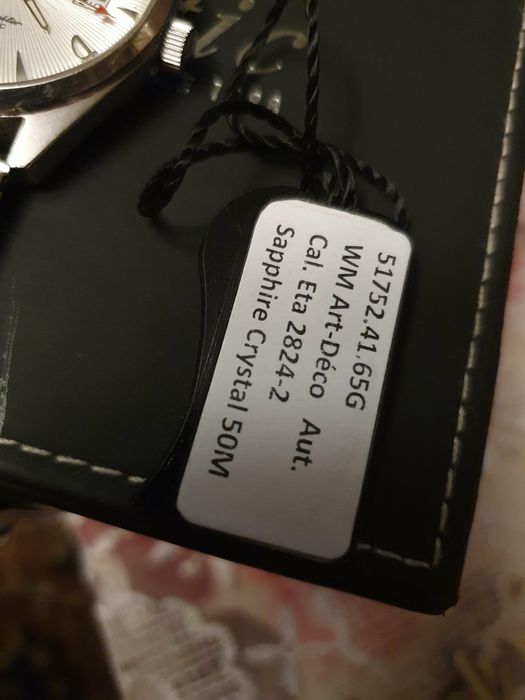 51752.41.65G
WM Art-Déco Aut.
Cal. Eta 2824-2
Sapphire Crystal 50M